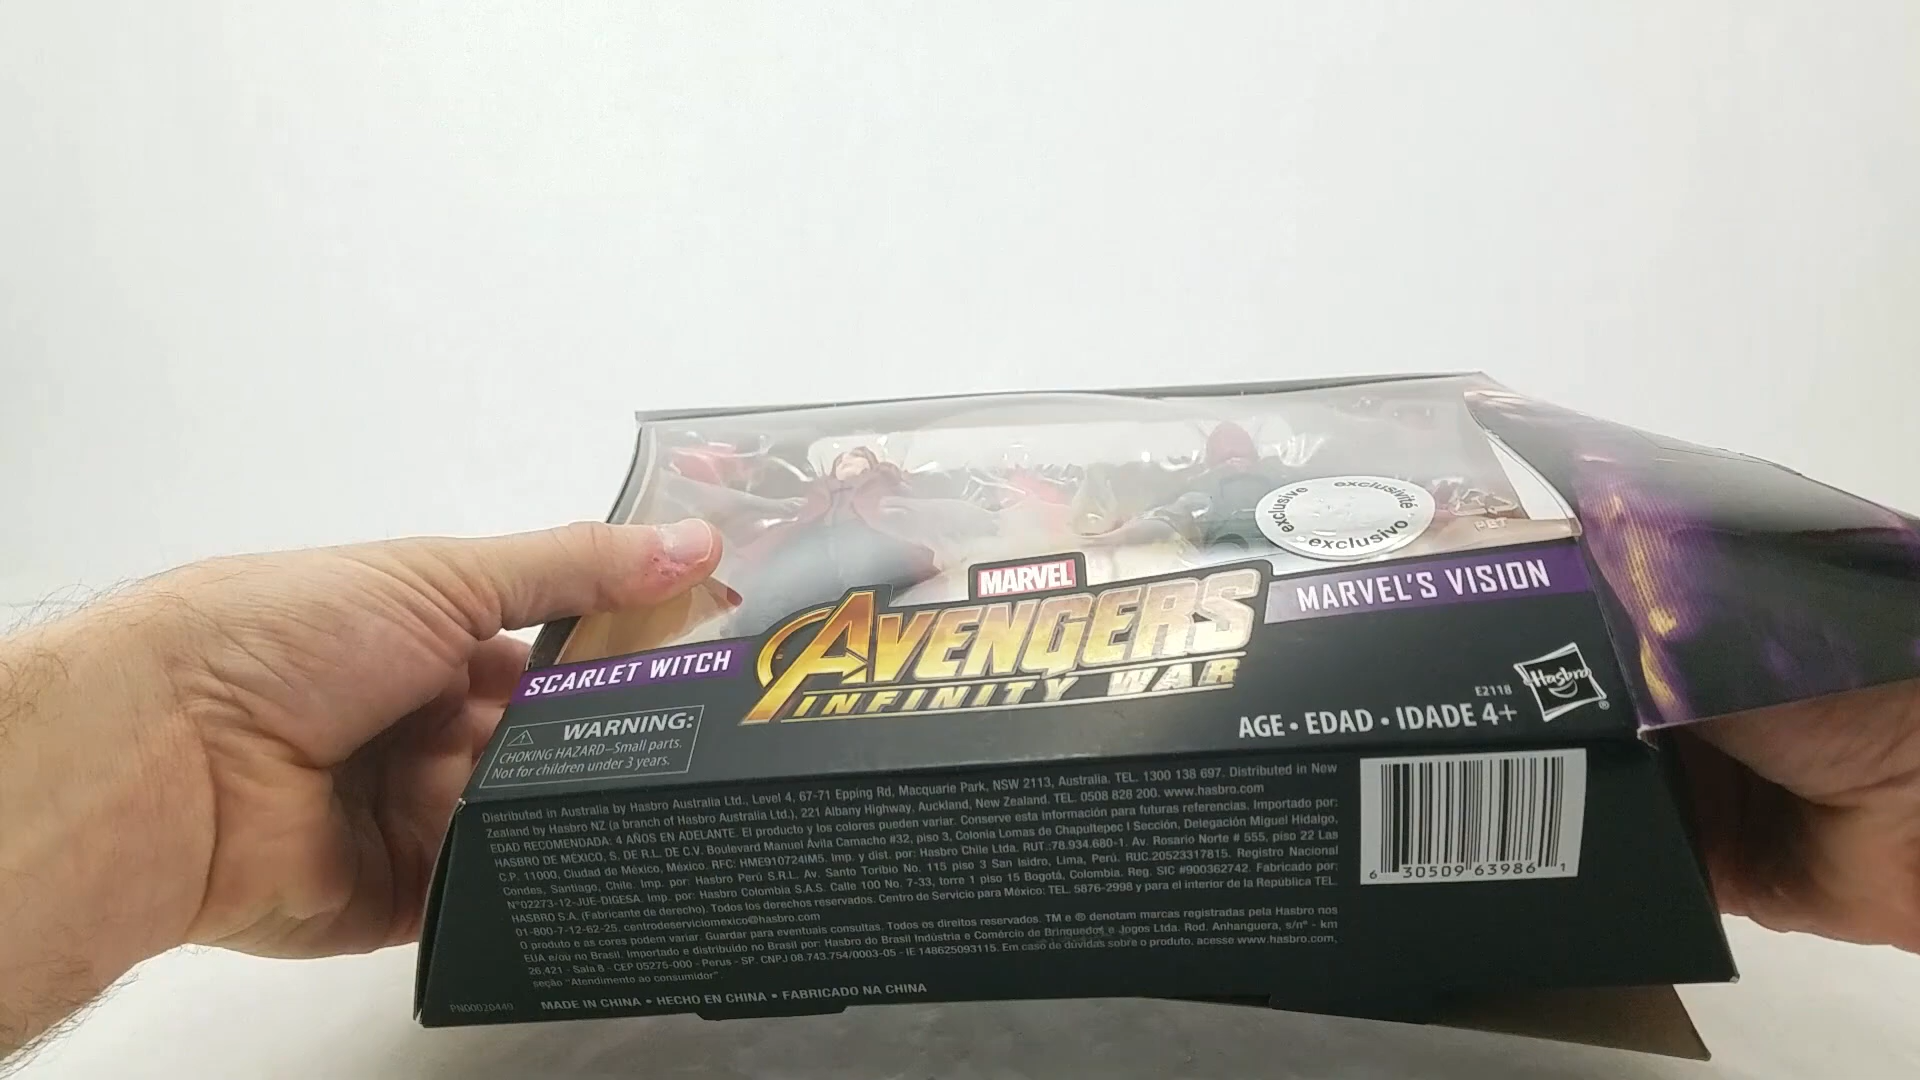 exclusive
exclusivité
exclusivo
PET
MARVEL
AVENGERS
INFINITY WAR
SCARLET WITCH
MARVEL'S VISION
E2118
Hasbro
®
AGE • EDAD • IDADE 4+
WARNING:
CHOKING HAZARD–Small parts.
Not for children under 3 years.
Distributed in Australia by Hasbro Australia Ltd., Level 4, 67-71 Epping Rd, Macquarie Park, NSW 2113, Australia. TEL. 1300 138 697. Distributed in New
Zealand by Hasbro NZ (a branch of Hasbro Australia Ltd.), 221 Albany Highway, Auckland, New Zealand. TEL. 0508 828 200. www.hasbro.com
EDAD RECOMENDADA: 4 AÑOS EN ADELANTE. El producto y los colores pueden variar. Conserve esta información para futuras referencias. Importado por:
HASBRO DE MÉXICO, S. DE R.L. DE C.V. Boulevard Manuel Ávila Camacho #32, piso 3, Colonia Lomas de Chapultepec I Sección, Delegación Miguel Hidalgo,
C.P. 11000, Ciudad de México, México. RFC: HME910724IM5. Imp. y dist. por: Hasbro Chile Ltda. RUT.:78.934.680-1. Av. Rosario Norte # 555, piso 22 Las
Condes, Santiago, Chile. Imp. por: Hasbro Perú S.R.L. Av. Santo Toribio No. 115 piso 3 San Isidro, Lima, Perú. RUC.20523317815. Registro Nacional
N°02273-12-JUE-DIGESA. Imp. por: Hasbro Colombia S.A.S. Calle 100 No. 7-33, torre 1 piso 15 Bogotá, Colombia. Reg. SIC #900362742. Fabricado por:
HASBRO S.A. (Fabricante de derecho). Todos los derechos reservados. Centro de Servicio para México: TEL. 5876-2998 y para el interior de la República TEL.
01-800-7-12-62-25. centrodeserviciomexico@hasbro.com
O produto e as cores podem variar. Guardar para eventuais consultas. Todos os direitos reservados. TM e ® denotam marcas registradas pela Hasbro nos
EUA e/ou no Brasil. Importado e distribuído no Brasil por: Hasbro do Brasil Indústria e Comércio de Brinquedos e Jogos Ltda. Rod. Anhanguera, s/nº - km
26.421 - Sala 8 - CEP 05275-000 - Perus - SP. CNPJ 08.743.754/0003-05 - IE 148625093115. Em caso de dúvidas sobre o produto, acesse www.hasbro.com,
seção "Atendimento ao consumidor".
6 30509 63986 1
PN00020449
MADE IN CHINA • HECHO EN CHINA • FABRICADO NA CHINA